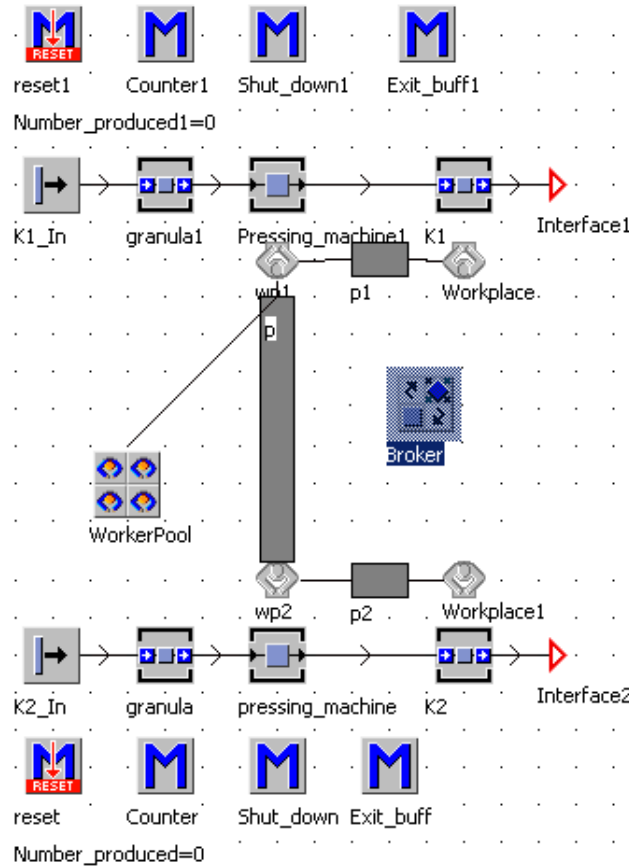 RESET
reset1 Counter1 Shut_down1 Exit_buff1
Number_produced1=0
K1_In granula1 Pressing_machine1 K1 Interface1
wp1 p1 Workplace
p
Broker
WorkerPool
wp2 p2 Workplace1
K2_In granula pressing_machine K2 Interface2
RESET
reset Counter Shut_down Exit_buff
Number_produced=0